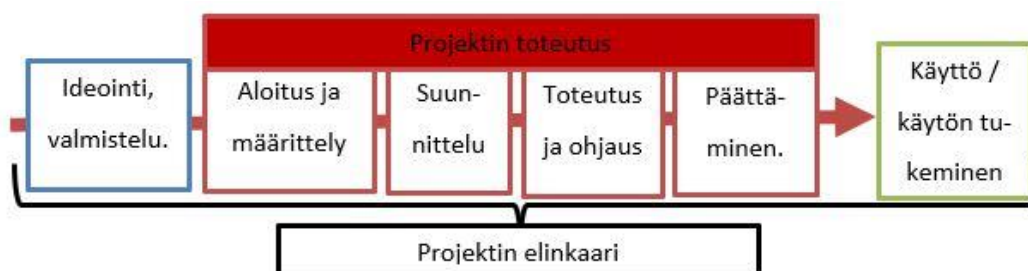 Projektin toteutus
Ideointi,
valmistelu.
Aloitus ja
määrittely
Suun-
nittelu
Toteutus
ja ohjaus
Päättä-
minen.
Käyttö /
käytön tu-
keminen
Projektin elinkaari